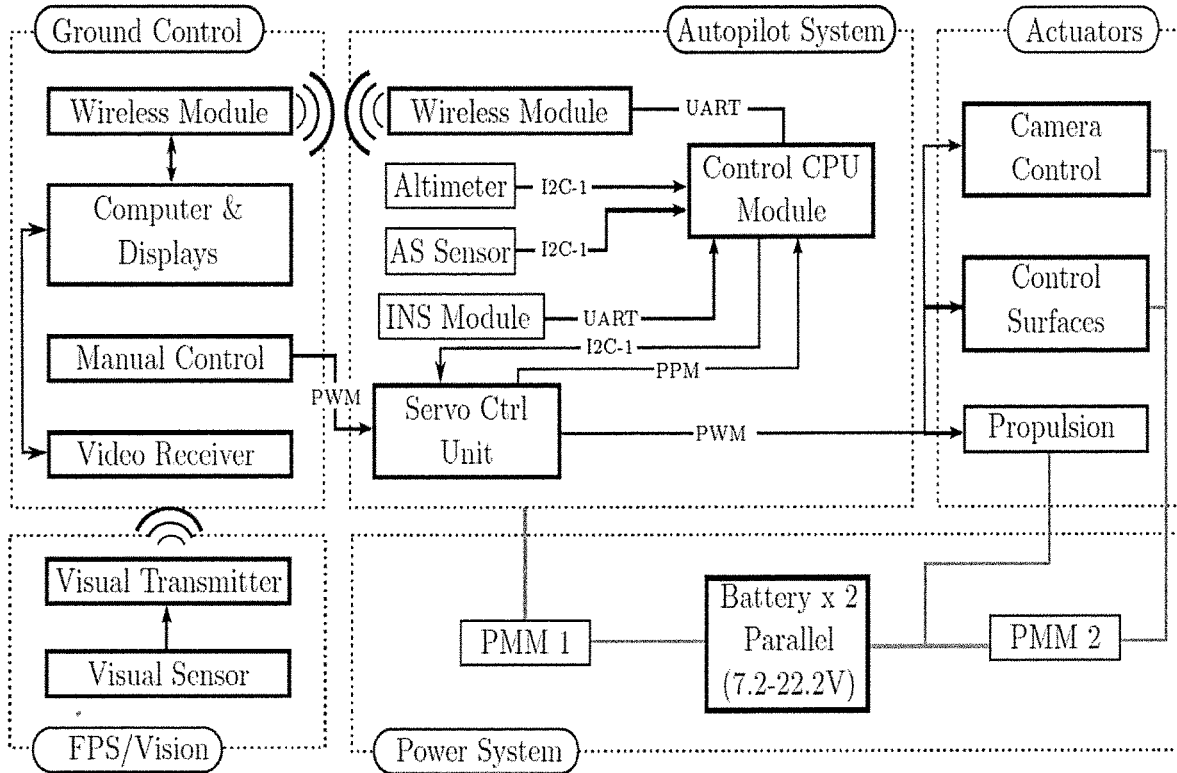 Ground Control
Autopilot System
Actuators
Wireless Module
Wireless Module
UART
Camera
Control
Control CPU
Module
Altimeter
I2C-1
Computer &
Displays
AS Sensor
I2C-1
Control
Surfaces
INS Module
UART
I2C-1
Manual Control
PPM
PWM
Servo Ctrl
Unit
PWM
Propulsion
Video Receiver
Visual Transmitter
Battery x 2
Parallel
(7.2-22.2V)
PMM 1
PMM 2
Visual Sensor
FPS/Vision
Power System